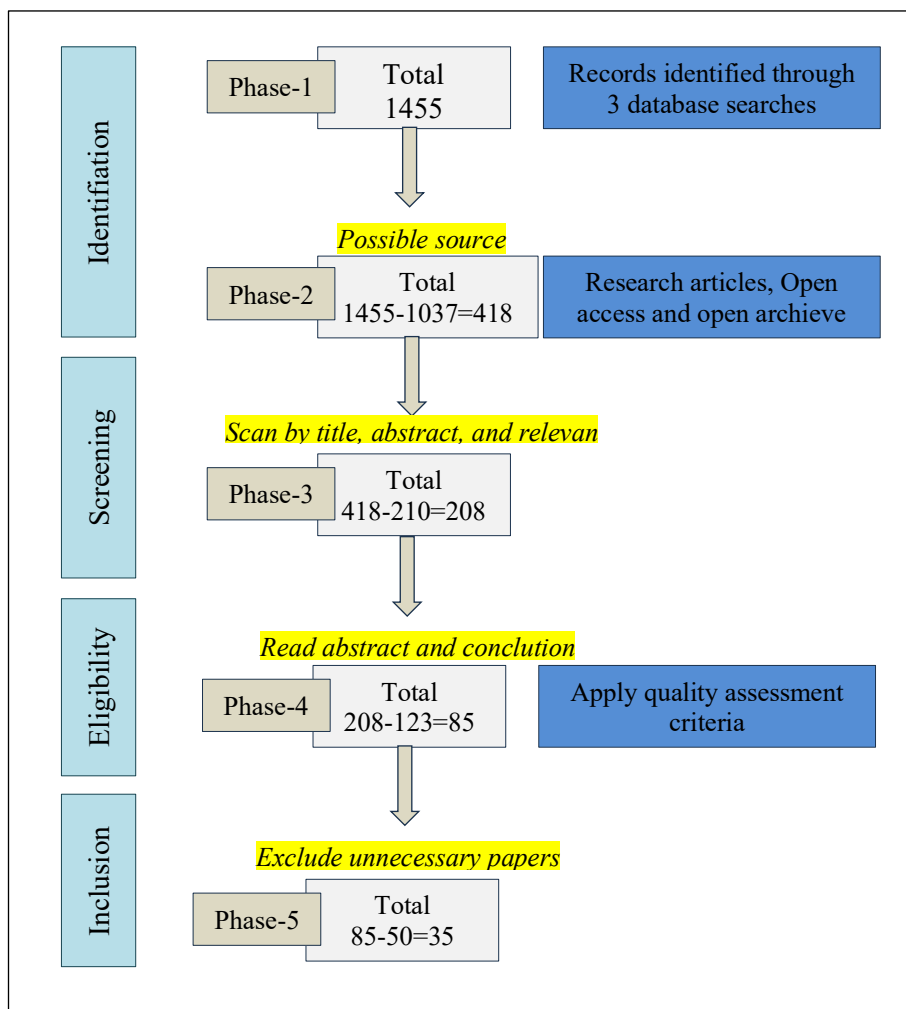 Identifiation
Phase-1
Total
1455
Records identified through
3 database searches
Possible source
Phase-2
Total
1455-1037=418
Research articles, Open
access and open archieve
Screening
Scan by title, abstract, and relevan
Phase-3
Total
418-210=208
Eligibility
Read abstract and conclution
Phase-4
Total
208-123=85
Apply quality assessment
criteria
Inclusion
Exclude unnecessary papers
Phase-5
Total
85-50=35